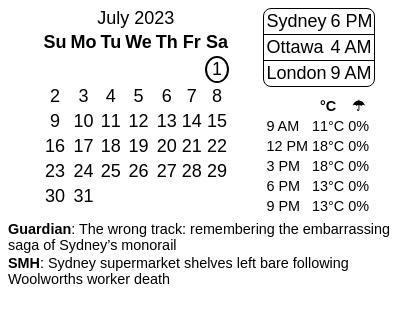 July 2023
Su Mo Tu We Th Fr Sa
1
2 3 4 5 6 7 8
9 10 11 12 13 14 15
16 17 18 19 20 21 22
23 24 25 26 27 28 29
30 31
Sydney 6 PM
Ottawa 4 AM
London 9 AM
°C ☂
9 AM 11°C 0%
12 PM 18°C 0%
3 PM 18°C 0%
6 PM 13°C 0%
9 PM 13°C 0%
Guardian: The wrong track: remembering the embarrassing
saga of Sydney’s monorail
SMH: Sydney supermarket shelves left bare following
Woolworths worker death